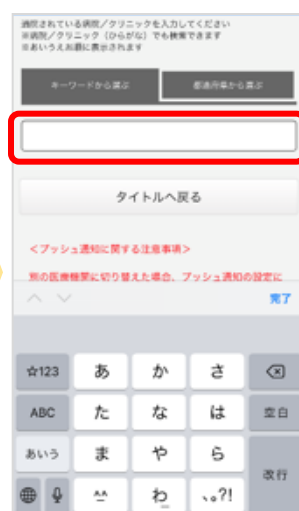 通院されている病院/クリニックを入力してください
※病院/クリニック(ひらがな)でも検索できます
※あいうえお順に表示されます
キーワードから選ぶ 都道府県から選ぶ
タイトルへ戻る
<プッシュ通知に関する注意事項>
別の医療機関に切り替えた場合、プッシュ通知の設定に
完了
☆123 あ か さ
ABC た な は 空白
あいう ま や ら
改行
^^ わ 、。?!